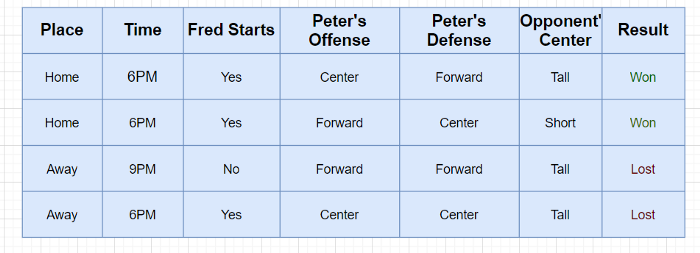 Place Time Fred Starts Peter's Offense Peter's Defense Opponent' Center Result
Home 6PM Yes Center Forward Tall Won
Home 6PM Yes Forward Center Short Won
Away 9PM No Forward Forward Tall Lost
Away 6PM Yes Center Center Tall Lost